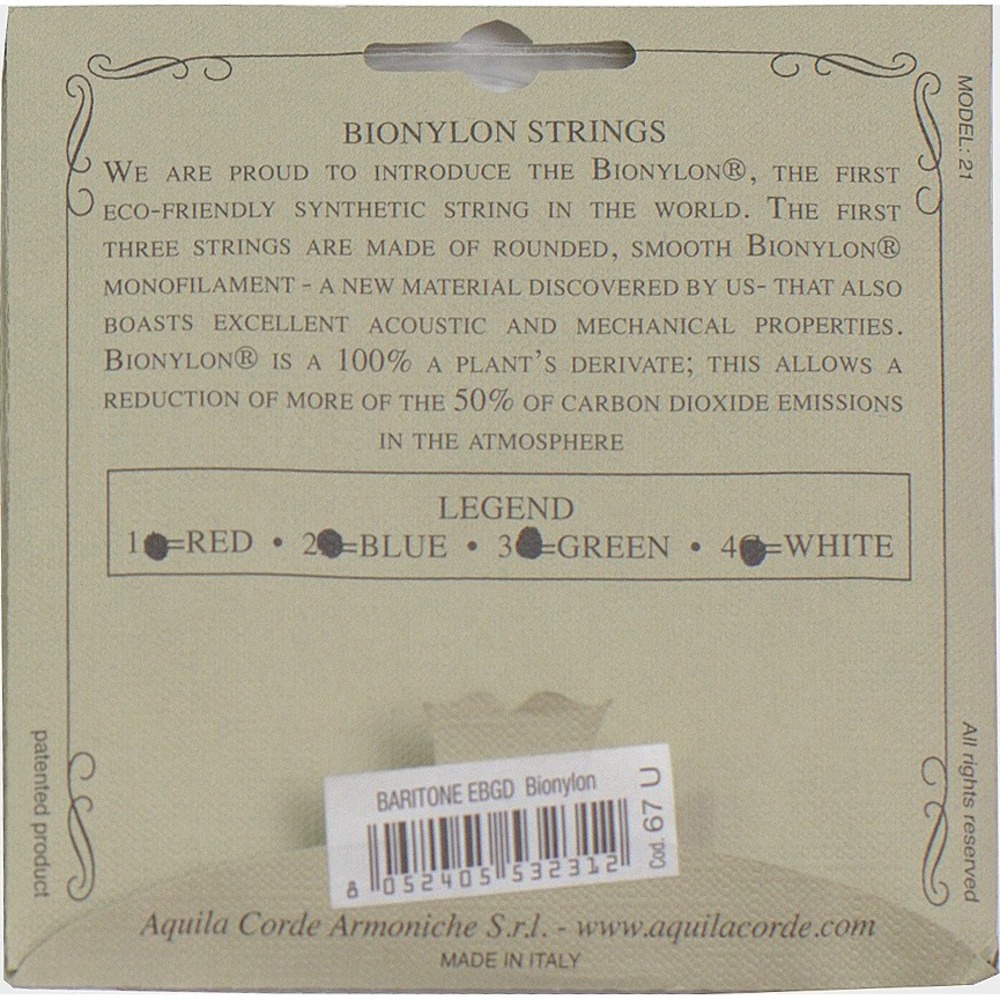 BIONYLON STRINGS
WE ARE PROUD TO INTRODUCE THE BIONYLON®, THE FIRST
ECO-FRIENDLY SYNTHETIC STRING IN THE WORLD. THE FIRST
THREE STRINGS ARE MADE OF ROUNDED, SMOOTH BIONYLON®
MONOFILAMENT - A NEW MATERIAL DISCOVERED BY US- THAT ALSO
BOASTS EXCELLENT ACOUSTIC AND MECHANICAL PROPERTIES.
BIONYLON® IS A 100% A PLANT'S DERIVATE; THIS ALLOWS A
REDUCTION OF MORE OF THE 50% OF CARBON DIOXIDE EMISSIONS
IN THE ATMOSPHERE
LEGEND
1 =RED • 2 =BLUE • 3 =GREEN • 4 =WHITE
MODEL: 21
patented product
All rights reserved
BARITONE EBGD Bionylon
8 052405 532312
Cod. 67 U
Aquila Corde Armoniche S.r.l. - www.aquilacorde.com
MADE IN ITALY